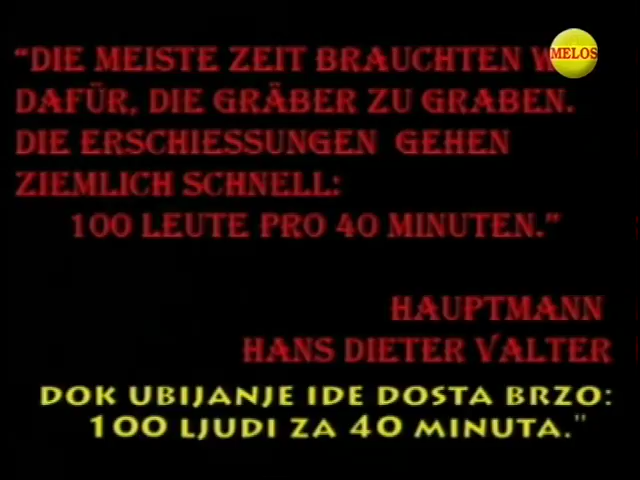 "DIE MEISTE ZEIT BRAUCHTEN
MELOS
DAFÜR, DIE GRÄBER ZU GRABEN.
DIE ERSCHIESSUNGEN GEHEN
ZIEMLICH SCHNELL:
100 LEUTE PRO 40 MINUTEN."
HAUPTMANN
HANS DIETER VALTER
DOK UBIJANJE IDE DOSTA BRZO:
100 LJUDI ZA 40 MINUTA."